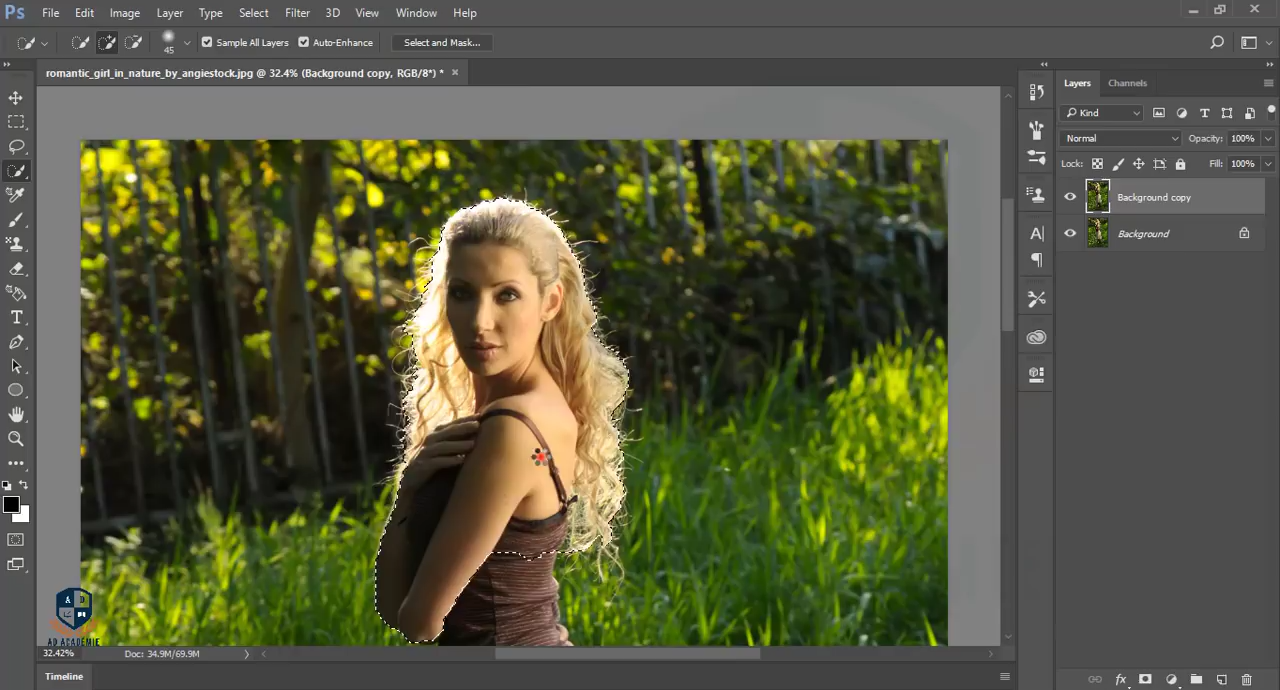 Ps File Edit Image Layer Type Select Filter 3D View Window Help
45 Sample All Layers Auto-Enhance Select and Mask...
romantic_girl_in_nature_by_angiestock.jpg @ 32.4% (Background copy, RGB/8*) *
Layers Channels
Kind
Normal Opacity: 100%
Lock: Fill: 100%
Background copy
Background
A D
AD ACADÉMIE
32.42% Doc: 34.9M/69.9M
Timeline